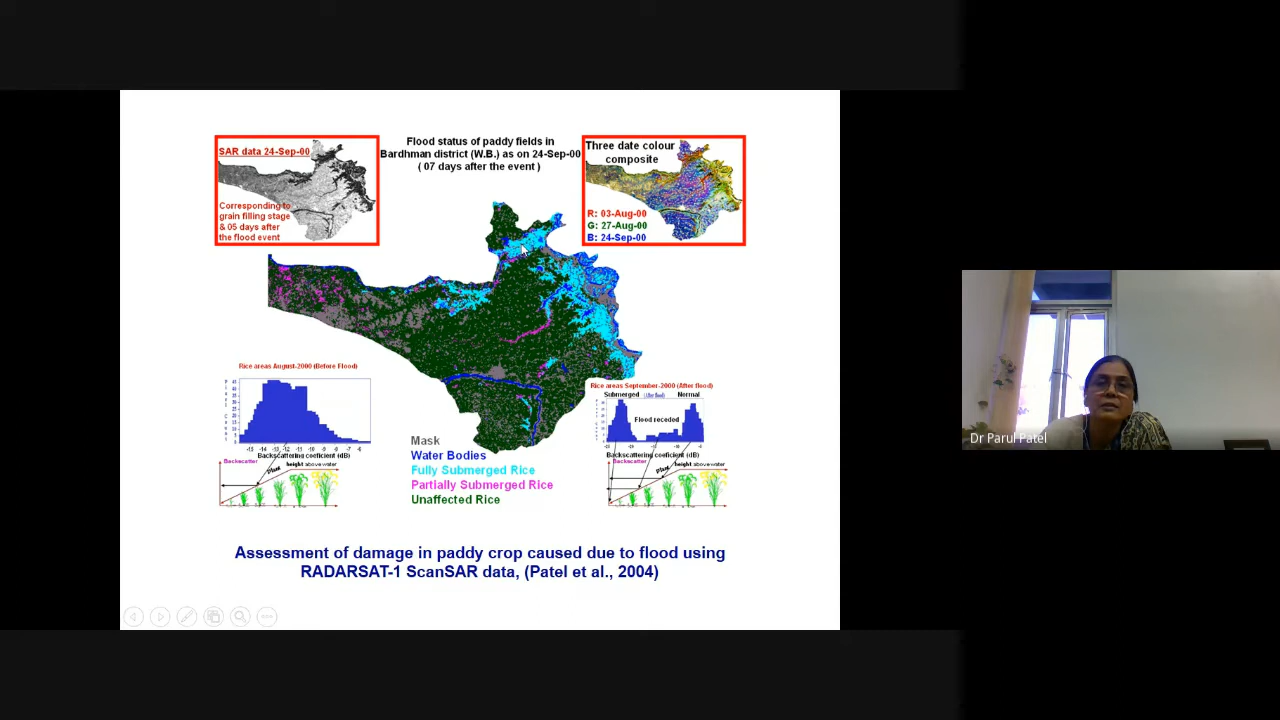 SAR data 24-Sep-00
Corresponding to
grain filling stage
& 05 days after
the flood event
Flood status of paddy fields in
Bardhman district (W.B.) as on 24-Sep-00
( 07 days after the event )
Three date colour
composite
R: 03-Aug-00
G: 27-Aug-00
B: 24-Sep-00
Rice areas August-2000 (Before Flood)
Backscattering coeficient (dB)
Backscatter
Plant height above water
Rice areas September-2000 (After flood)
Submerged (After flood) Normal
Flood receded
Backscattering coeficient (dB)
Backscatter
Plant height above water
Mask
Water Bodies
Fully Submerged Rice
Partially Submerged Rice
Unaffected Rice
Assessment of damage in paddy crop caused due to flood using
RADARSAT-1 ScanSAR data, (Patel et al., 2004)
Dr Parul Patel